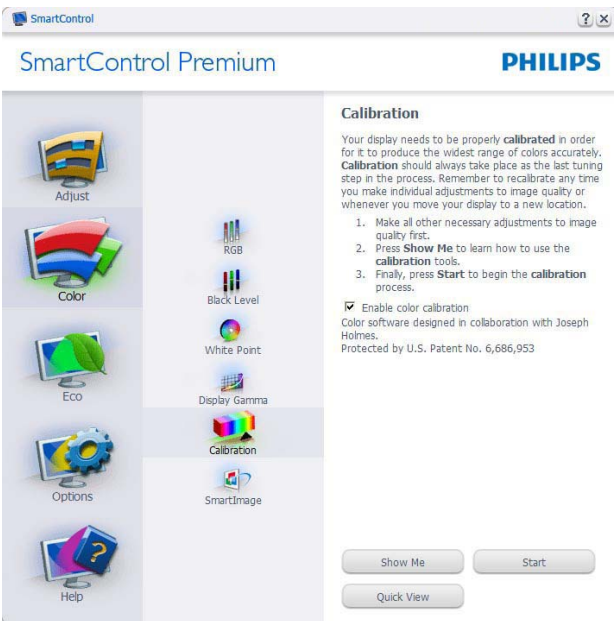 SmartControl
SmartControl Premium
PHILIPS
Adjust
Color
Eco
Options
Help
RGB
Black Level
White Point
Display Gamma
Calibration
SmartImage
Calibration
Your display needs to be properly calibrated in order
for it to produce the widest range of colors accurately.
Calibration should always take place as the last tuning
step in the process. Remember to recalibrate any time
you make individual adjustments to image quality or
whenever you move your display to a new location.
1. Make all other necessary adjustments to image
quality first.
2. Press Show Me to learn how to use the
calibration tools.
3. Finally, press Start to begin the calibration
process.
Enable color calibration
Color software designed in collaboration with Joseph
Holmes.
Protected by U.S. Patent No. 6,686,953
Show Me
Start
Quick View